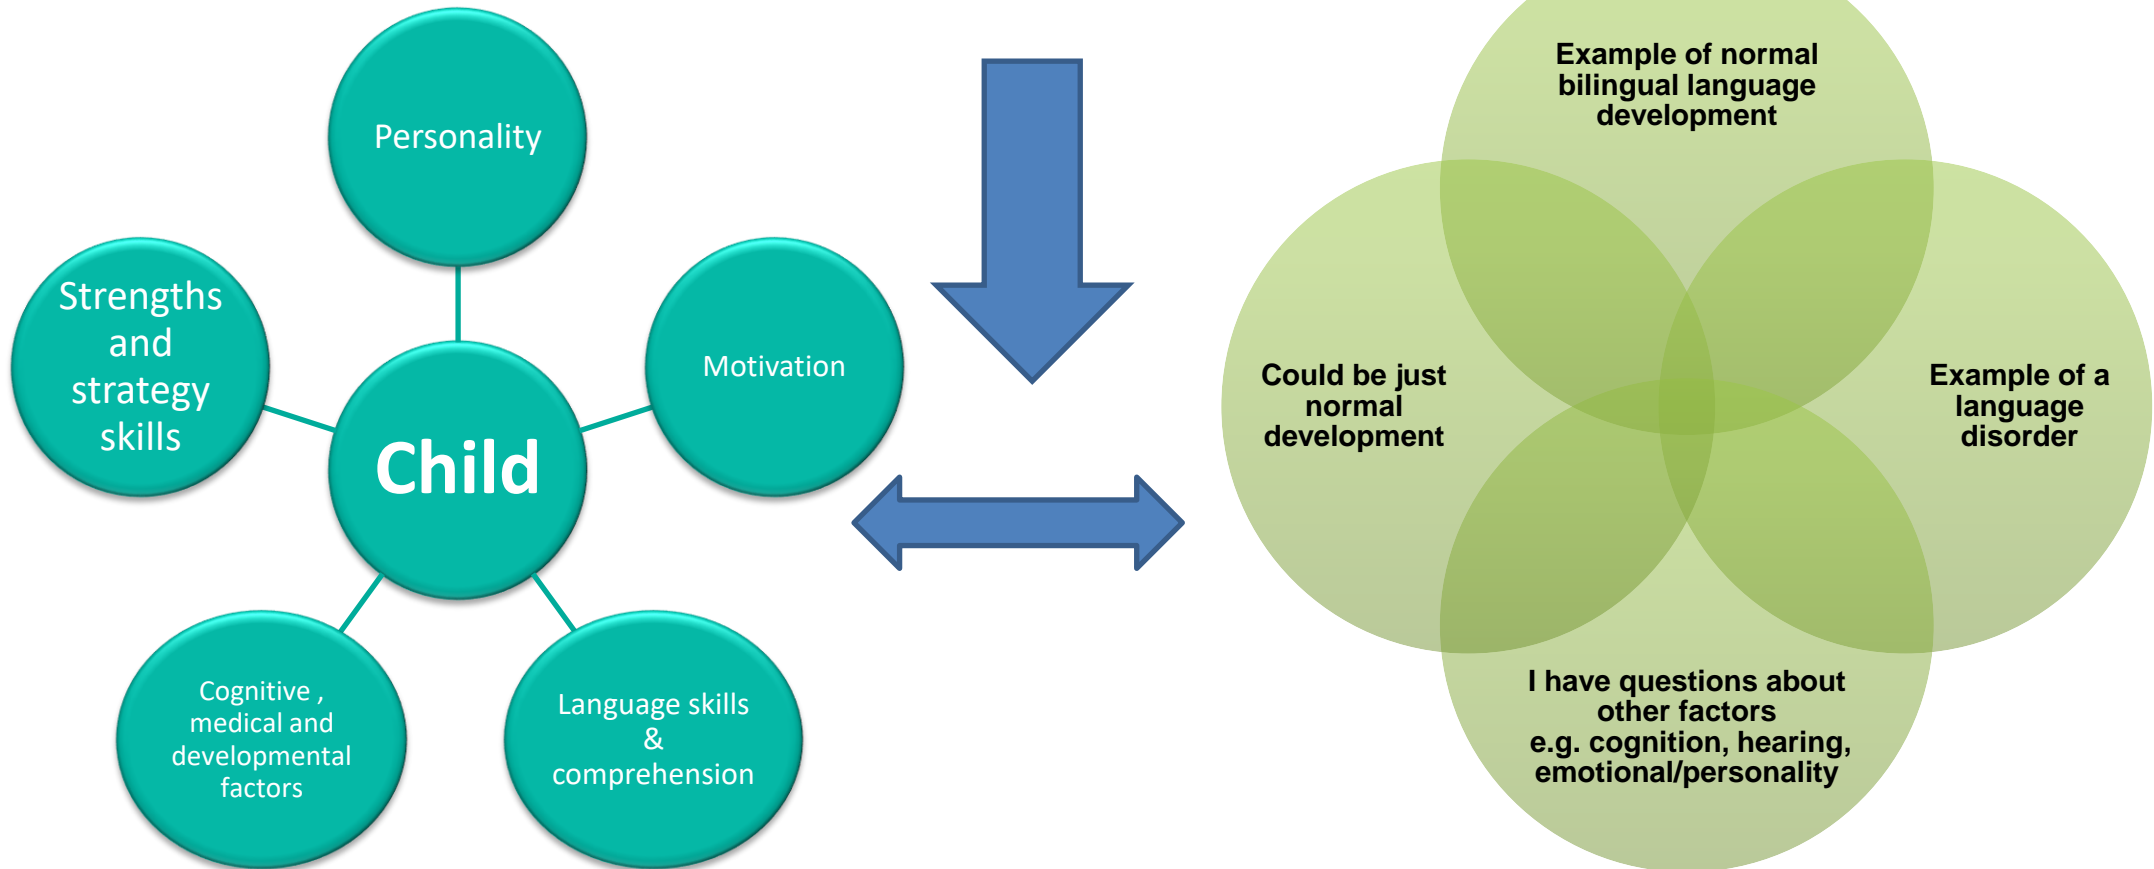 Personality
Strengths
and
strategy
skills
Motivation
Child
Cognitive ,
medical and
developmental
factors
Language skills
&
comprehension
Example of normal
bilingual language
development
Could be just
normal
development
Example of a
language
disorder
I have questions about
other factors
e.g. cognition, hearing,
emotional/personality